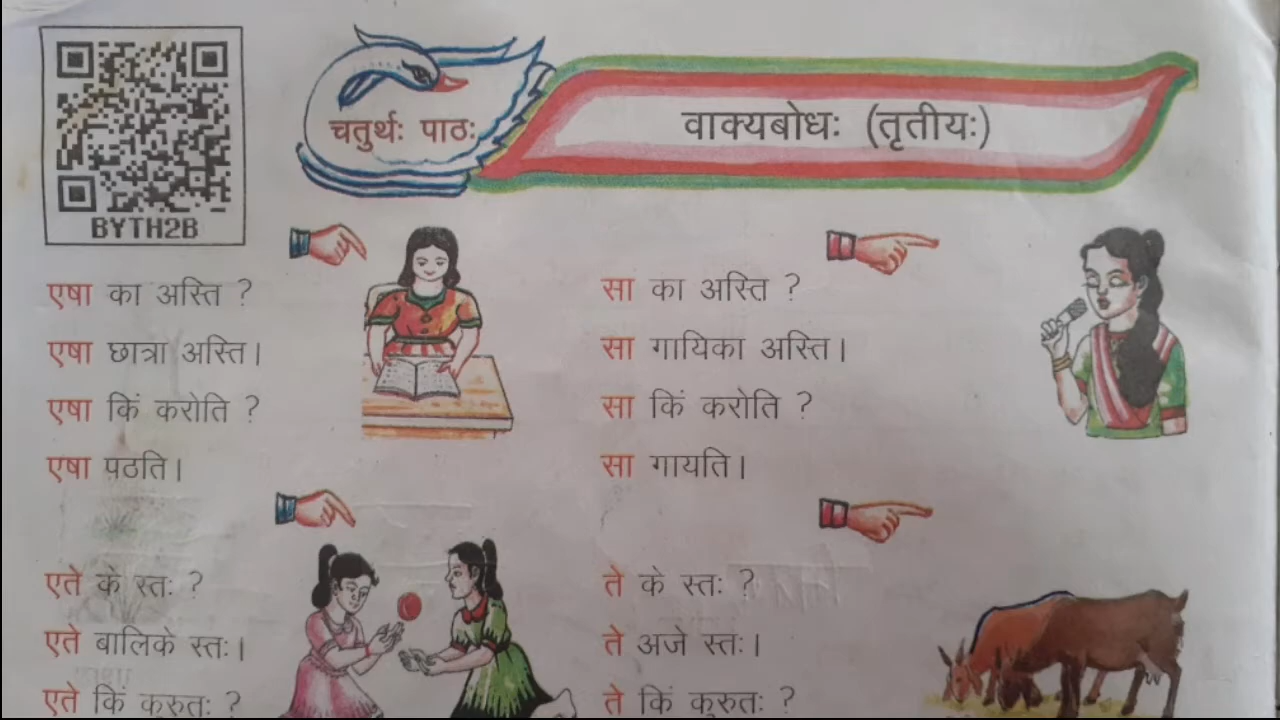 BYTH2B
चतुर्थः पाठः
वाक्यबोधः (तृतीयः)
एषा का अस्ति ?
एषा छात्रा अस्ति।
एषा किं करोति ?
एषा पठति।
सा का अस्ति ?
सा गायिका अस्ति।
सा किं करोति ?
सा गायति।
एते के स्तः ?
एते बालिके स्तः।
एते किं कुरुतः ?
ते के स्तः ?
ते अजे स्तः।
ते किं कुरुतः ?